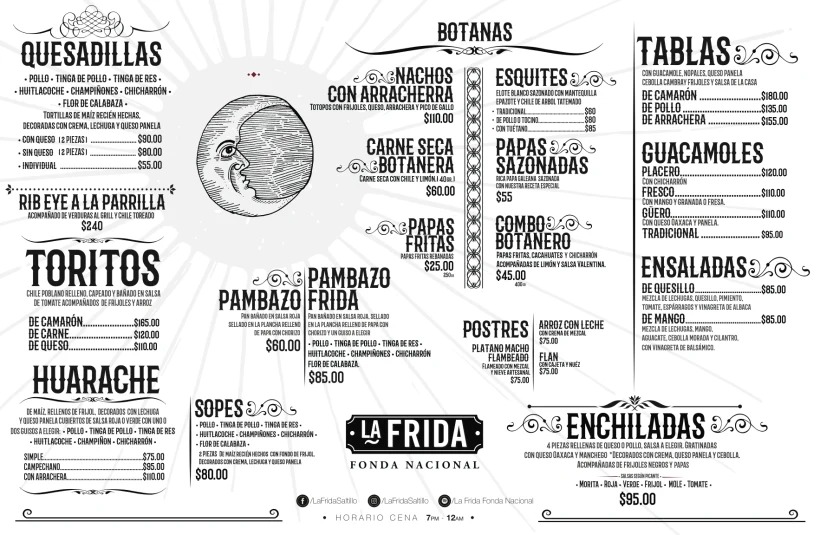 QUESADILLAS
• POLLO • TINGA DE POLLO • TINGA DE RES •
• HUITLACOCHE • CHAMPIÑONES • CHICHARRÓN •
• FLOR DE CALABAZA •
TORTILLAS DE MAÍZ RECIÉN HECHAS,
DECORADAS CON CREMA, LECHUGA Y QUESO PANELA
• CON QUESO (2 PIEZAS) ............ $90.00
• SIN QUESO (2 PIEZAS) ............ $80.00
• INDIVIDUAL ............ $55.00
RIB EYE A LA PARRILLA
ACOMPAÑADO DE VERDURAS AL GRILL Y CHILE TOREADO
$240
TORITOS
CHILE POBLANO RELLENO, CAPEADO Y BAÑADO EN SALSA
DE TOMATE ACOMPAÑADOS DE FRIJOLES Y ARROZ
DE CAMARÓN............$165.00
DE CARNE............$120.00
DE QUESO............$110.00
HUARACHE
DE MAÍZ, RELLENOS DE FRIJOL, DECORADOS CON LECHUGA
Y QUESO PANELA CUBIERTOS DE SALSA ROJA O VERDE CON UNO O
DOS GUISOS A ELEGIR: • POLLO • TINGA DE POLLO • TINGA DE RES
• HUITLACOCHE • CHAMPIÑON • CHICHARRÓN •
SIMPLE............$75.00
CAMPECHANO............$95.00
CON ARRACHERA............$110.00
PAMBAZO
PAN BAÑADO EN SALSA ROJA
SELLADO EN LA PLANCHA RELLENO
DE PAPA CON CHORIZO
$60.00
PAMBAZO
FRIDA
PAN BAÑADO EN SALSA ROJA, SELLADO
EN LA PLANCHA RELLENO DE PAPA CON
CHORIZO Y UN GUISO A ELEGIR
• POLLO • TINGA DE POLLO • TINGA DE RES •
HUITLACOCHE • CHAMPIÑONES • CHICHARRÓN
FLOR DE CALABAZA.
$85.00
SOPES
• POLLO • TINGA DE POLLO • TINGA DE RES •
• HUITLACOCHE • CHAMPIÑONES • CHICHARRÓN •
• FLOR DE CALABAZA •
2 PIEZAS DE MAÍZ RECIÉN HECHOS CON FONDO DE FRIJOL,
DECORADOS CON CREMA, LECHUGA Y QUESO PANELA
$80.00
BOTANAS
NACHOS
CON ARRACHERRA
TOTOPOS CON FRIJOLES, QUESO, ARRACHERA Y PICO DE GALLO
$110.00
CARNE SECA
BOTANERA
CARNE SECA CON CHILE Y LIMÓN.( 40GR.)
$60.00
PAPAS
FRITAS
PAPAS FRITAS REBANADAS
$25.00
250GR
ESQUITES
ELOTE BLANCO SAZONADO CON MANTEQUILLA
EPAZOTE Y CHILE DE ÁRBOL TATEMADO
• TRADICIONAL............$60
• DE POLLO O TOCINO............$80
• CON TUÉTANO............$85
PAPAS
SAZONADAS
RICA PAPA GALEANA SAZONADA
CON NUESTRA RECETA ESPECIAL
$55
COMBO
BOTANERO
PAPAS FRITAS, CACAHUATES Y CHICHARRÓN
ACOMPAÑADAS DE LIMÓN Y SALSA VALENTINA.
$45.00
400GR
POSTRES
PLATANO MACHO
FLAMBEADO
FLAMEADO CON MEZCAL
Y NIEVE ARTESANAL
$75.00
ARROZ CON LECHE
CON CREMA DE MEZCAL
$75.00
FLAN
CON CAJETA Y NUÉZ
$75.00
TABLAS
CON GUACAMOLE, NOPALES, QUESO PANELA
CEBOLLA CAMBRAY FRIJOLES Y SALSA DE LA CASA
DE CAMARÓN ............$180.00
DE POLLO ............$135.00
DE ARRACHERA ............$155.00
GUACAMOLES
PLACERO............$120.00
CON CHICHARRÓN
FRESCO............$110.00
CON MANGO Y GRANADA O FRESA.
GÜERO............$110.00
CON QUESO OAXACA Y PANELA.
TRADICIONAL ............ $95.00
ENSALADAS
DE QUESILLO ............$85.00
MEZCLA DE LECHUGAS, QUESILLO, PIMIENTO,
TOMATE, ESPÁRRAGOS Y VINAGRETA DE ALBACA
DE MANGO............$85.00
MEZCLA DE LECHUGAS, MANGO,
AGUACATE, CEBOLLA MORADA Y CILANTRO,
CON VINAGRETA DE BALSÁMICO.
ENCHILADAS
4 PIEZAS RELLENAS DE QUESO O POLLO, SALSA A ELEGIR, GRATINADAS
CON QUESO OAXACA Y MANCHEGO *DECORADOS CON CREMA, QUESO PANELA Y CEBOLLA.
ACOMPAÑADAS DE FRIJOLES NEGROS Y PAPAS
SALSAS SEGÚN PICANTE
• MORITA • ROJA • VERDE • FRIJOL • MOLE • TOMATE •
$95.00
LA FRIDA
FONDA NACIONAL
/LaFridaSaltillo /LaFridaSaltillo /La Frida Fonda Nacional
• HORARIO CENA 7PM - 12AM •